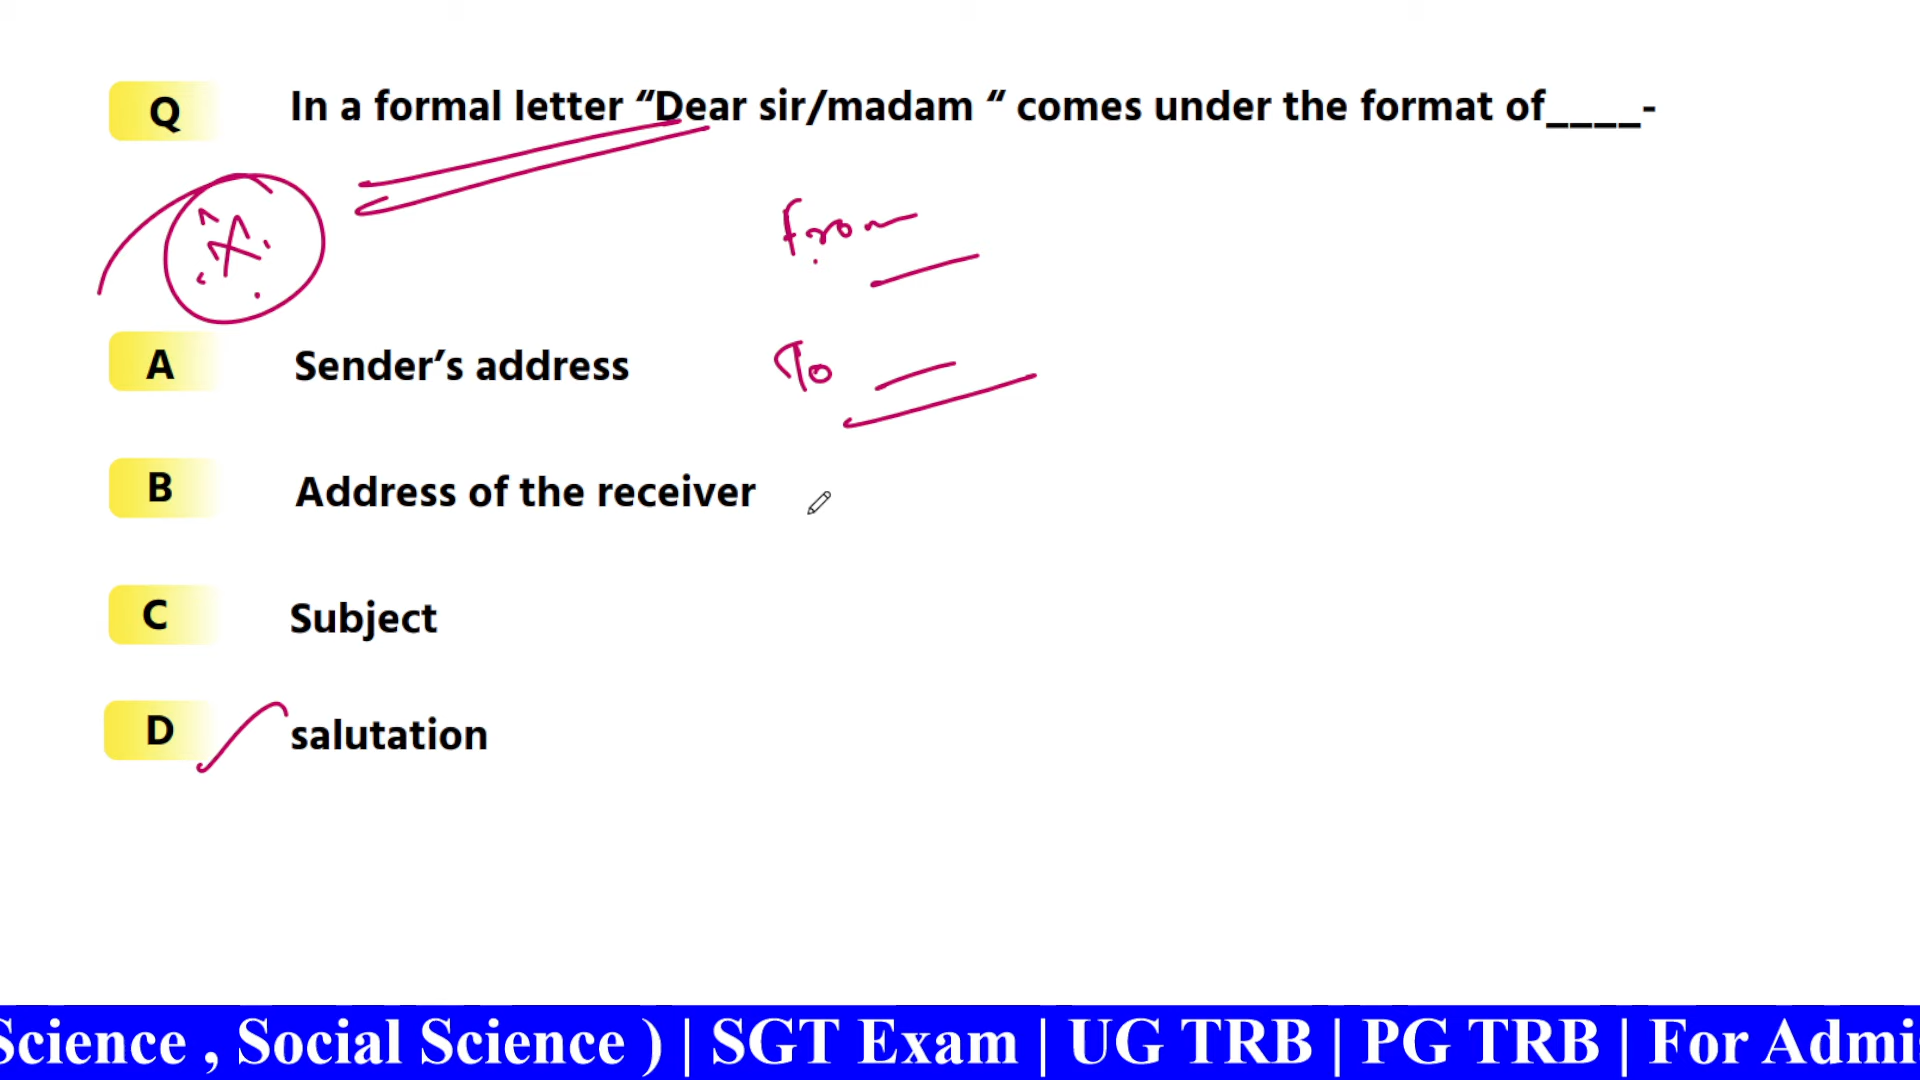 Q In a formal letter “Dear sir/madam “ comes under the format of____-
From
A Sender’s address
To
B Address of the receiver
C Subject
D salutation
Science , Social Science ) | SGT Exam | UG TRB | PG TRB | For Admi